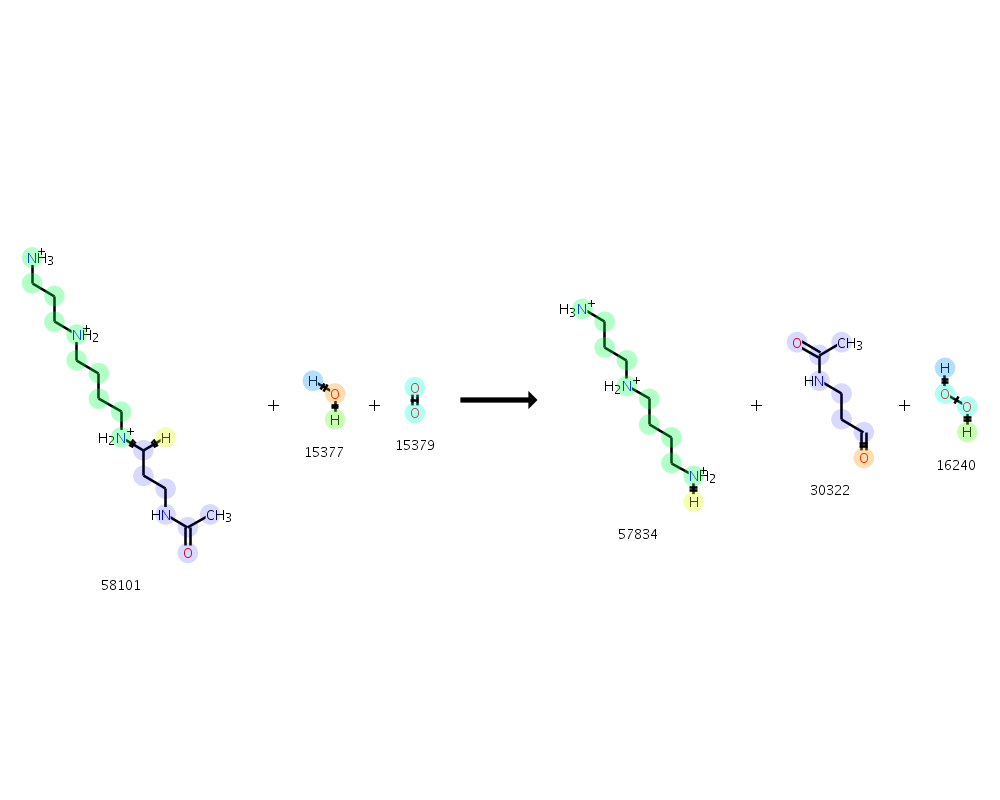 NH3+
NH2+
H2N+ H
HN
CH3
O
58101
+
H O
H
15377
+
O
O
15379
+
H3N+
H2N+
NH2+
H
57834
+
O CH3
HN
O
30322
+
H
O O
H
16240